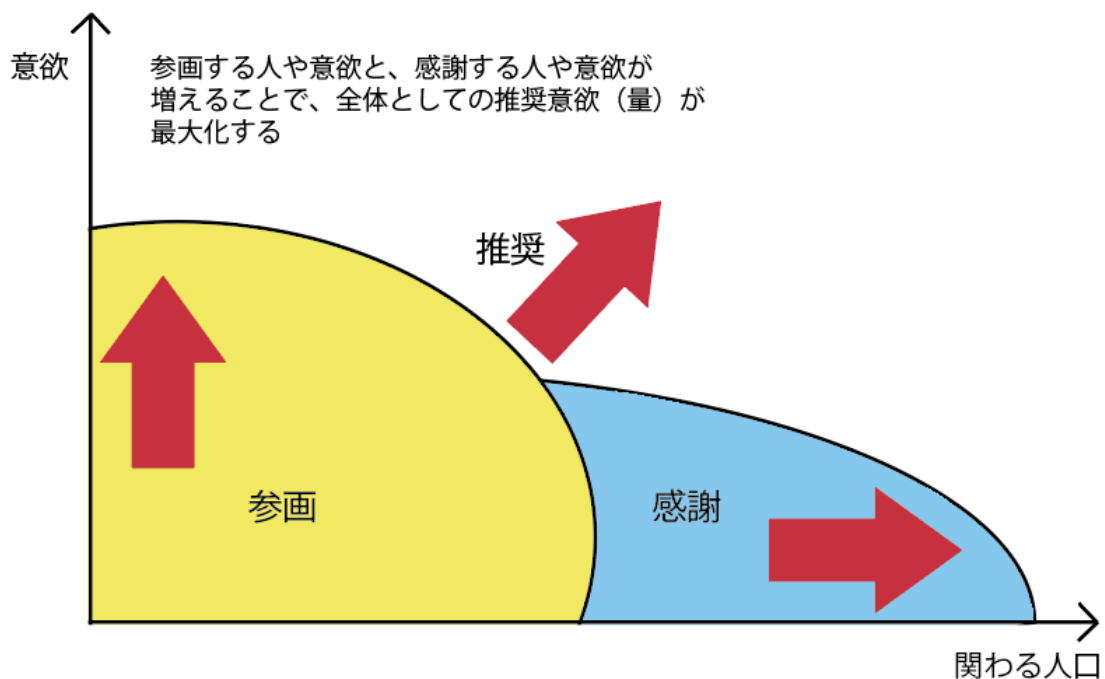 意欲
参画する人や意欲と、感謝する人や意欲が
増えることで、全体としての推奨意欲（量）が
最大化する
推奨
参画
感謝
関わる人口